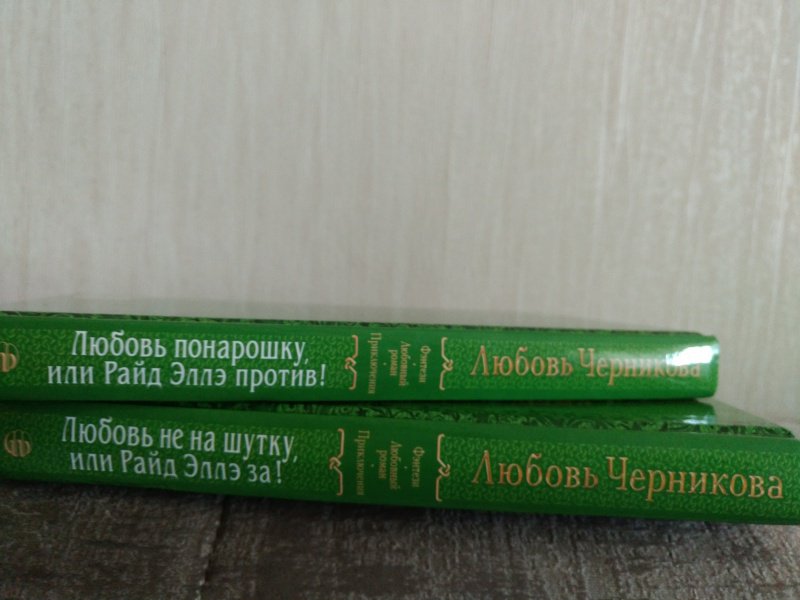 Любовь понарошку,
или Райд Эллэ против!
Фэнтези
Любовный
роман
Приключения
Любовь Черникова
Любовь не на шутку,
или Райд Эллэ за!
Фэнтези
Любовный
роман
Приключения
Любовь Черникова